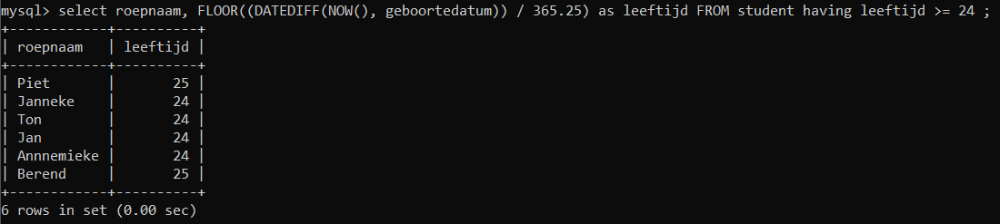 mysql> select roepnaam, FLOOR((DATEDIFF(NOW(), geboortedatum)) / 365.25) as leeftijd FROM student having leeftijd >= 24 ;
+------------+----------+
| roepnaam   | leeftijd |
+------------+----------+
| Piet       |       25 |
| Janneke    |       24 |
| Ton        |       24 |
| Jan        |       24 |
| Annnemieke |       24 |
| Berend     |       25 |
+------------+----------+
6 rows in set (0.00 sec)